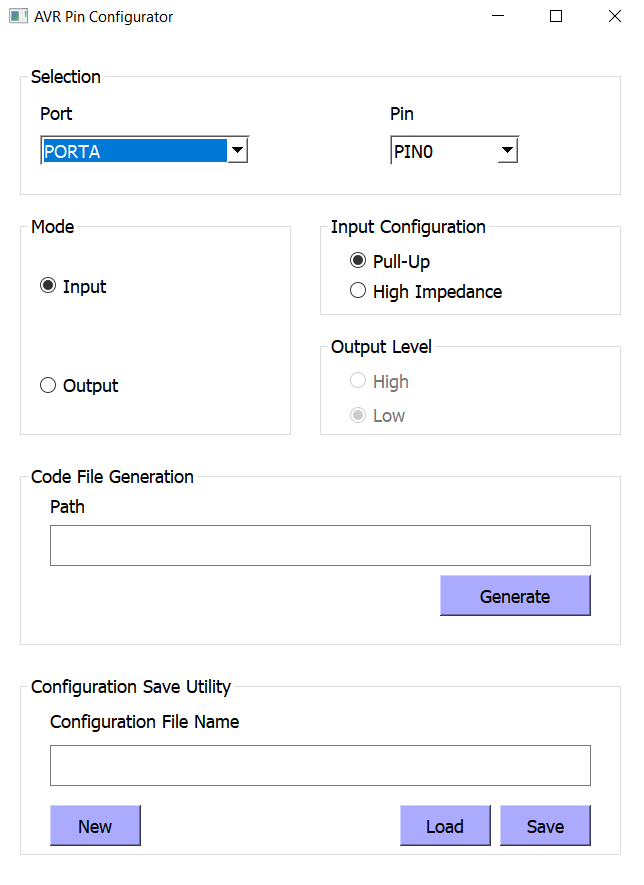 AVR Pin Configurator
Selection
Port
Pin
PORTA
PIN0
Mode
Input
Output
Input Configuration
Pull-Up
High Impedance
Output Level
High
Low
Code File Generation
Path
Generate
Configuration Save Utility
Configuration File Name
New
Load
Save